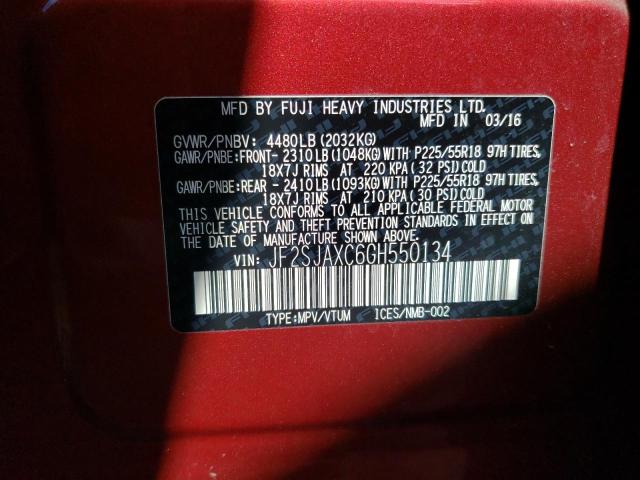 MFD BY FUJI HEAVY INDUSTRIES LTD.
MFD IN 03/16
GVWR/PNBV: 4480LB(2032KG)
GAWR/PNBE:FRONT-2310LB(1048KG)WITH P225/55R18 97H TIRES,
18X7J RIMS AT 220 KPA(32 PSI)COLD
GAWR/PNBE:REAR -2410LB(1093KG)WITH P225/55R18 97H TIRES,
18X7J RIMS AT 210 KPA(30 PSI)COLD
THIS VEHICLE CONFORMS TO ALL APPLICABLE FEDERAL MOTOR
VEHICLE SAFETY AND THEFT PREVENTION STANDARDS IN EFFECT ON
THE DATE OF MANUFACTURE SHOWN ABOVE.
VIN: JF2SJAXC6GH550134
TYPE:MPV/VTUM ICES/NMB-002